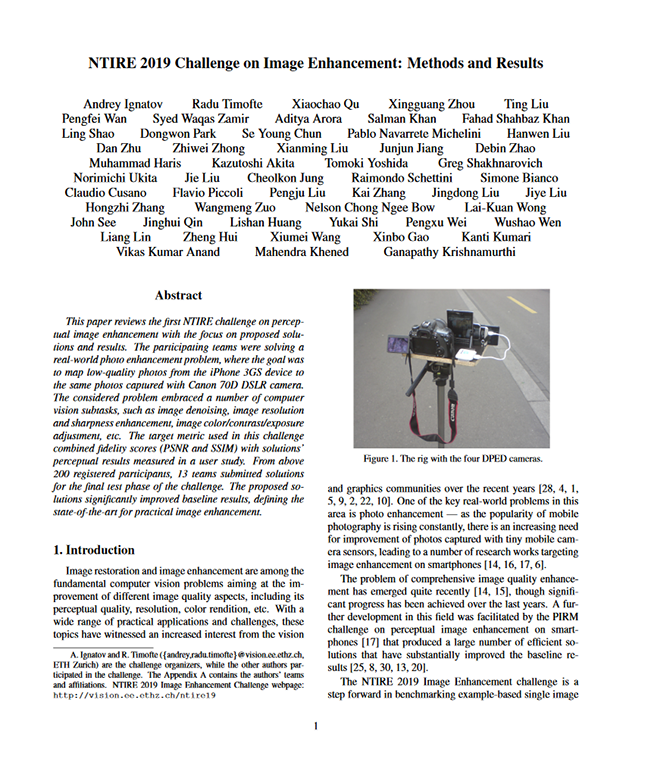 NTIRE 2019 Challenge on Image Enhancement: Methods and Results
Andrey Ignatov Radu Timofte Xiaochao Qu Xingguang Zhou Ting Liu
Pengfei Wan Syed Waqas Zamir Aditya Arora Salman Khan Fahad Shahbaz Khan
Ling Shao Dongwon Park Se Young Chun Pablo Navarrete Michelini Hanwen Liu
Dan Zhu Zhiwei Zhong Xianming Liu Junjun Jiang Debin Zhao
Muhammad Haris Kazutoshi Akita Tomoki Yoshida Greg Shakhnarovich
Norimichi Ukita Jie Liu Cheolkon Jung Raimondo Schettini Simone Bianco
Claudio Cusano Flavio Piccoli Pengju Liu Kai Zhang Jingdong Liu Jiye Liu
Hongzhi Zhang Wangmeng Zuo Nelson Chong Ngee Bow Lai-Kuan Wong
John See Jinghui Qin Lishan Huang Yukai Shi Pengxu Wei Wushao Wen
Liang Lin Zheng Hui Xiumei Wang Xinbo Gao Kanti Kumari
Vikas Kumar Anand Mahendra Khened Ganapathy Krishnamurthi
Abstract
This paper reviews the first NTIRE challenge on percep-
tual image enhancement with the focus on proposed solu-
tions and results. The participating teams were solving a
real-world photo enhancement problem, where the goal was
to map low-quality photos from the iPhone 3GS device to
the same photos captured with Canon 70D DSLR camera.
The considered problem embraced a number of computer
vision subtasks, such as image denoising, image resolution
and sharpness enhancement, image color/contrast/exposure
adjustment, etc. The target metric used in this challenge
combined fidelity scores (PSNR and SSIM) with solutions'
perceptual results measured in a user study. From above
200 registered participants, 13 teams submitted solutions
for the final test phase of the challenge. The proposed so-
lutions significantly improved baseline results, defining the
state-of-the-art for practical image enhancement.
1. Introduction
Image restoration and image enhancement are among the
fundamental computer vision problems aiming at the im-
provement of different image quality aspects, including its
perceptual quality, resolution, color rendition, etc. With a
wide range of practical applications and challenges, these
topics have witnessed an increased interest from the vision
A. Ignatov and R. Timofte ({andrey,radu.timofte}@vision.ee.ethz.ch,
ETH Zurich) are the challenge organizers, while the other authors par-
ticipated in the challenge. The Appendix A contains the authors' teams
and affiliations. NTIRE 2019 Image Enhancement Challenge webpage:
http://vision.ee.ethz.ch/ntire19
Canon
Figure 1. The rig with the four DPED cameras.
and graphics communities over the recent years [28, 4, 1,
5, 9, 2, 22, 10]. One of the key real-world problems in this
area is photo enhancement — as the popularity of mobile
photography is rising constantly, there is an increasing need
for improvement of photos captured with tiny mobile cam-
era sensors, leading to a number of research works targeting
image enhancement on smartphones [14, 16, 17, 6].
The problem of comprehensive image quality enhance-
ment has emerged quite recently [14, 15], though signifi-
cant progress has been achieved over the last years. A fur-
ther development in this field was facilitated by the PIRM
challenge on perceptual image enhancement on smart-
phones [17] that produced a large number of efficient so-
lutions that have substantially improved the baseline re-
sults [25, 8, 30, 13, 20].
The NTIRE 2019 Image Enhancement challenge is a
step forward in benchmarking example-based single image
1